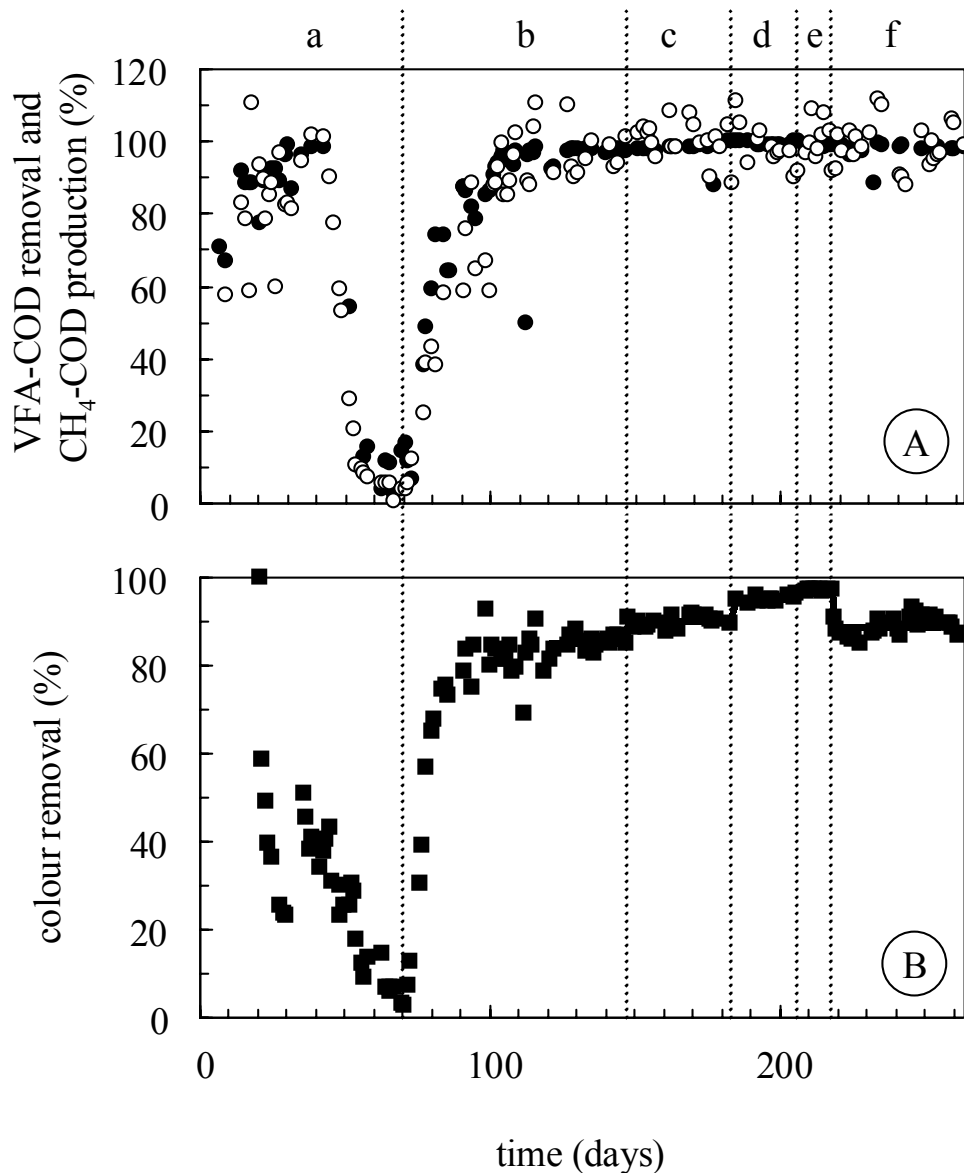 a b c d e f
VFA-COD removal and
CH₄-COD production (%)
120
100
80
60
40
20
0
A
colour removal (%)
100
80
60
40
20
0
B
0 100 200
time (days)